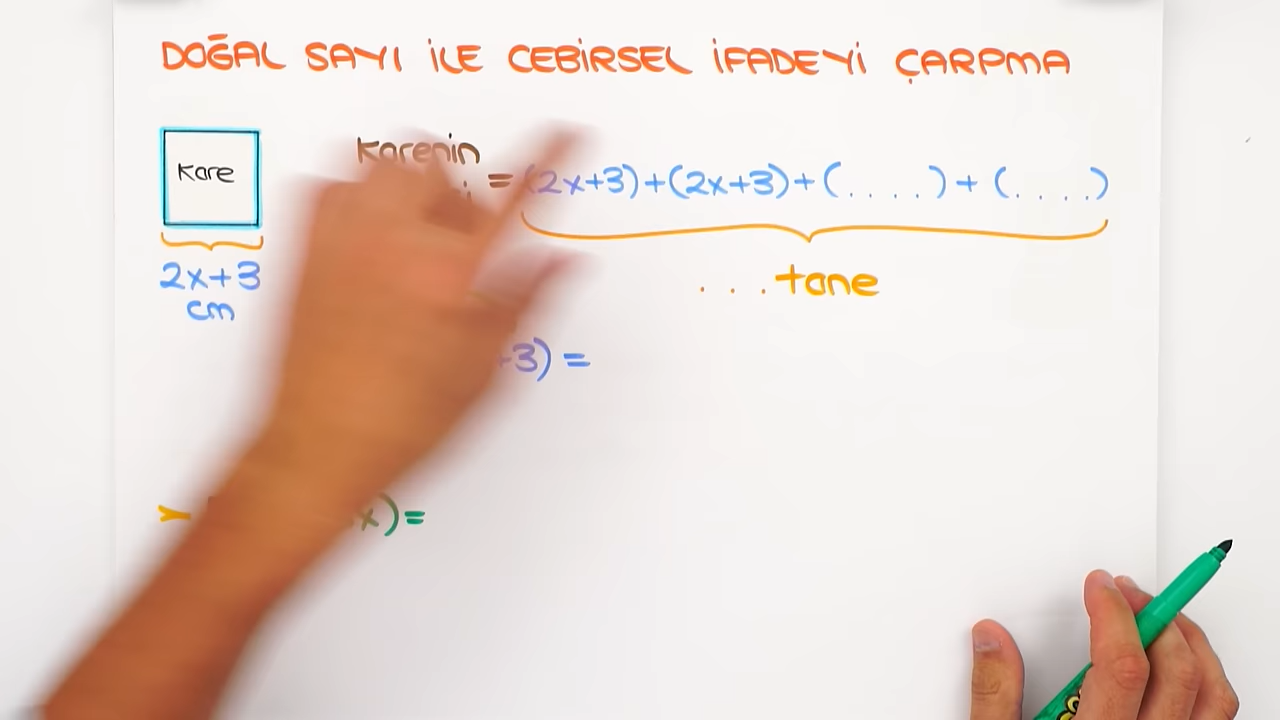 DOĞAL SAYI İLE CEBİRSEL İFADEYİ ÇARPMA
Kare
2x+3
cm
Karenin
= (2x+3)+(2x+3)+(....)+(....)
...tane
+3) =
x)=